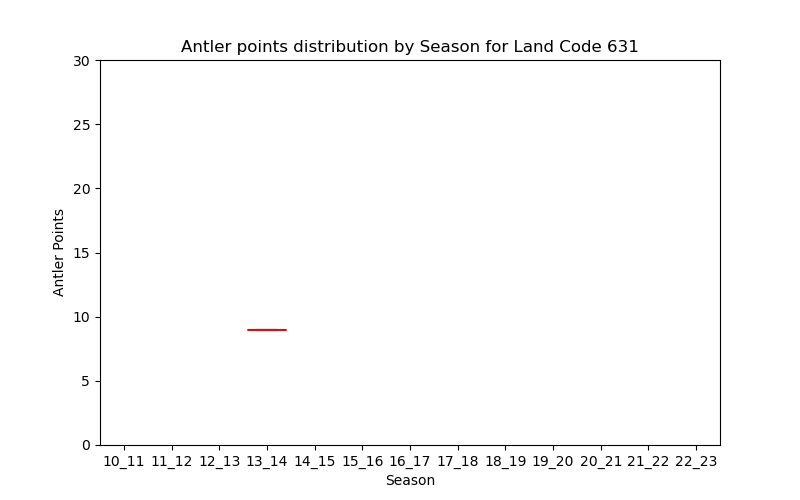 Antler points distribution by Season for Land Code 631
30
25
20
15
10
5
0
Antler Points
10_11 11_12 12_13 13_14 14_15 15_16 16_17 17_18 18_19 19_20 20_21 21_22 22_23
Season